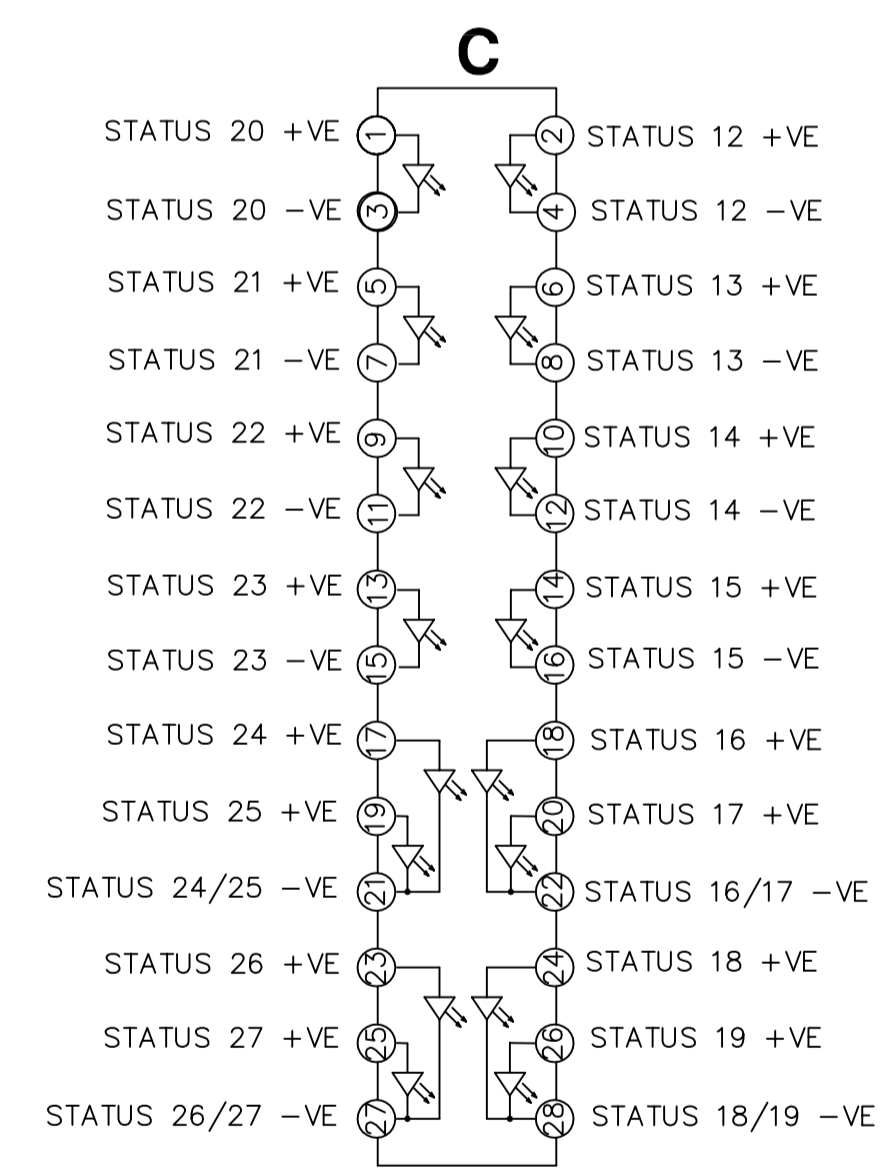 C
STATUS 20 +VE 1 2 STATUS 12 +VE
STATUS 20 −VE 3 4 STATUS 12 −VE
STATUS 21 +VE 5 6 STATUS 13 +VE
STATUS 21 −VE 7 8 STATUS 13 −VE
STATUS 22 +VE 9 10 STATUS 14 +VE
STATUS 22 −VE 11 12 STATUS 14 −VE
STATUS 23 +VE 13 14 STATUS 15 +VE
STATUS 23 −VE 15 16 STATUS 15 −VE
STATUS 24 +VE 17 18 STATUS 16 +VE
STATUS 25 +VE 19 20 STATUS 17 +VE
STATUS 24/25 −VE 21 22 STATUS 16/17 −VE
STATUS 26 +VE 23 24 STATUS 18 +VE
STATUS 27 +VE 25 26 STATUS 19 +VE
STATUS 26/27 −VE 27 28 STATUS 18/19 −VE